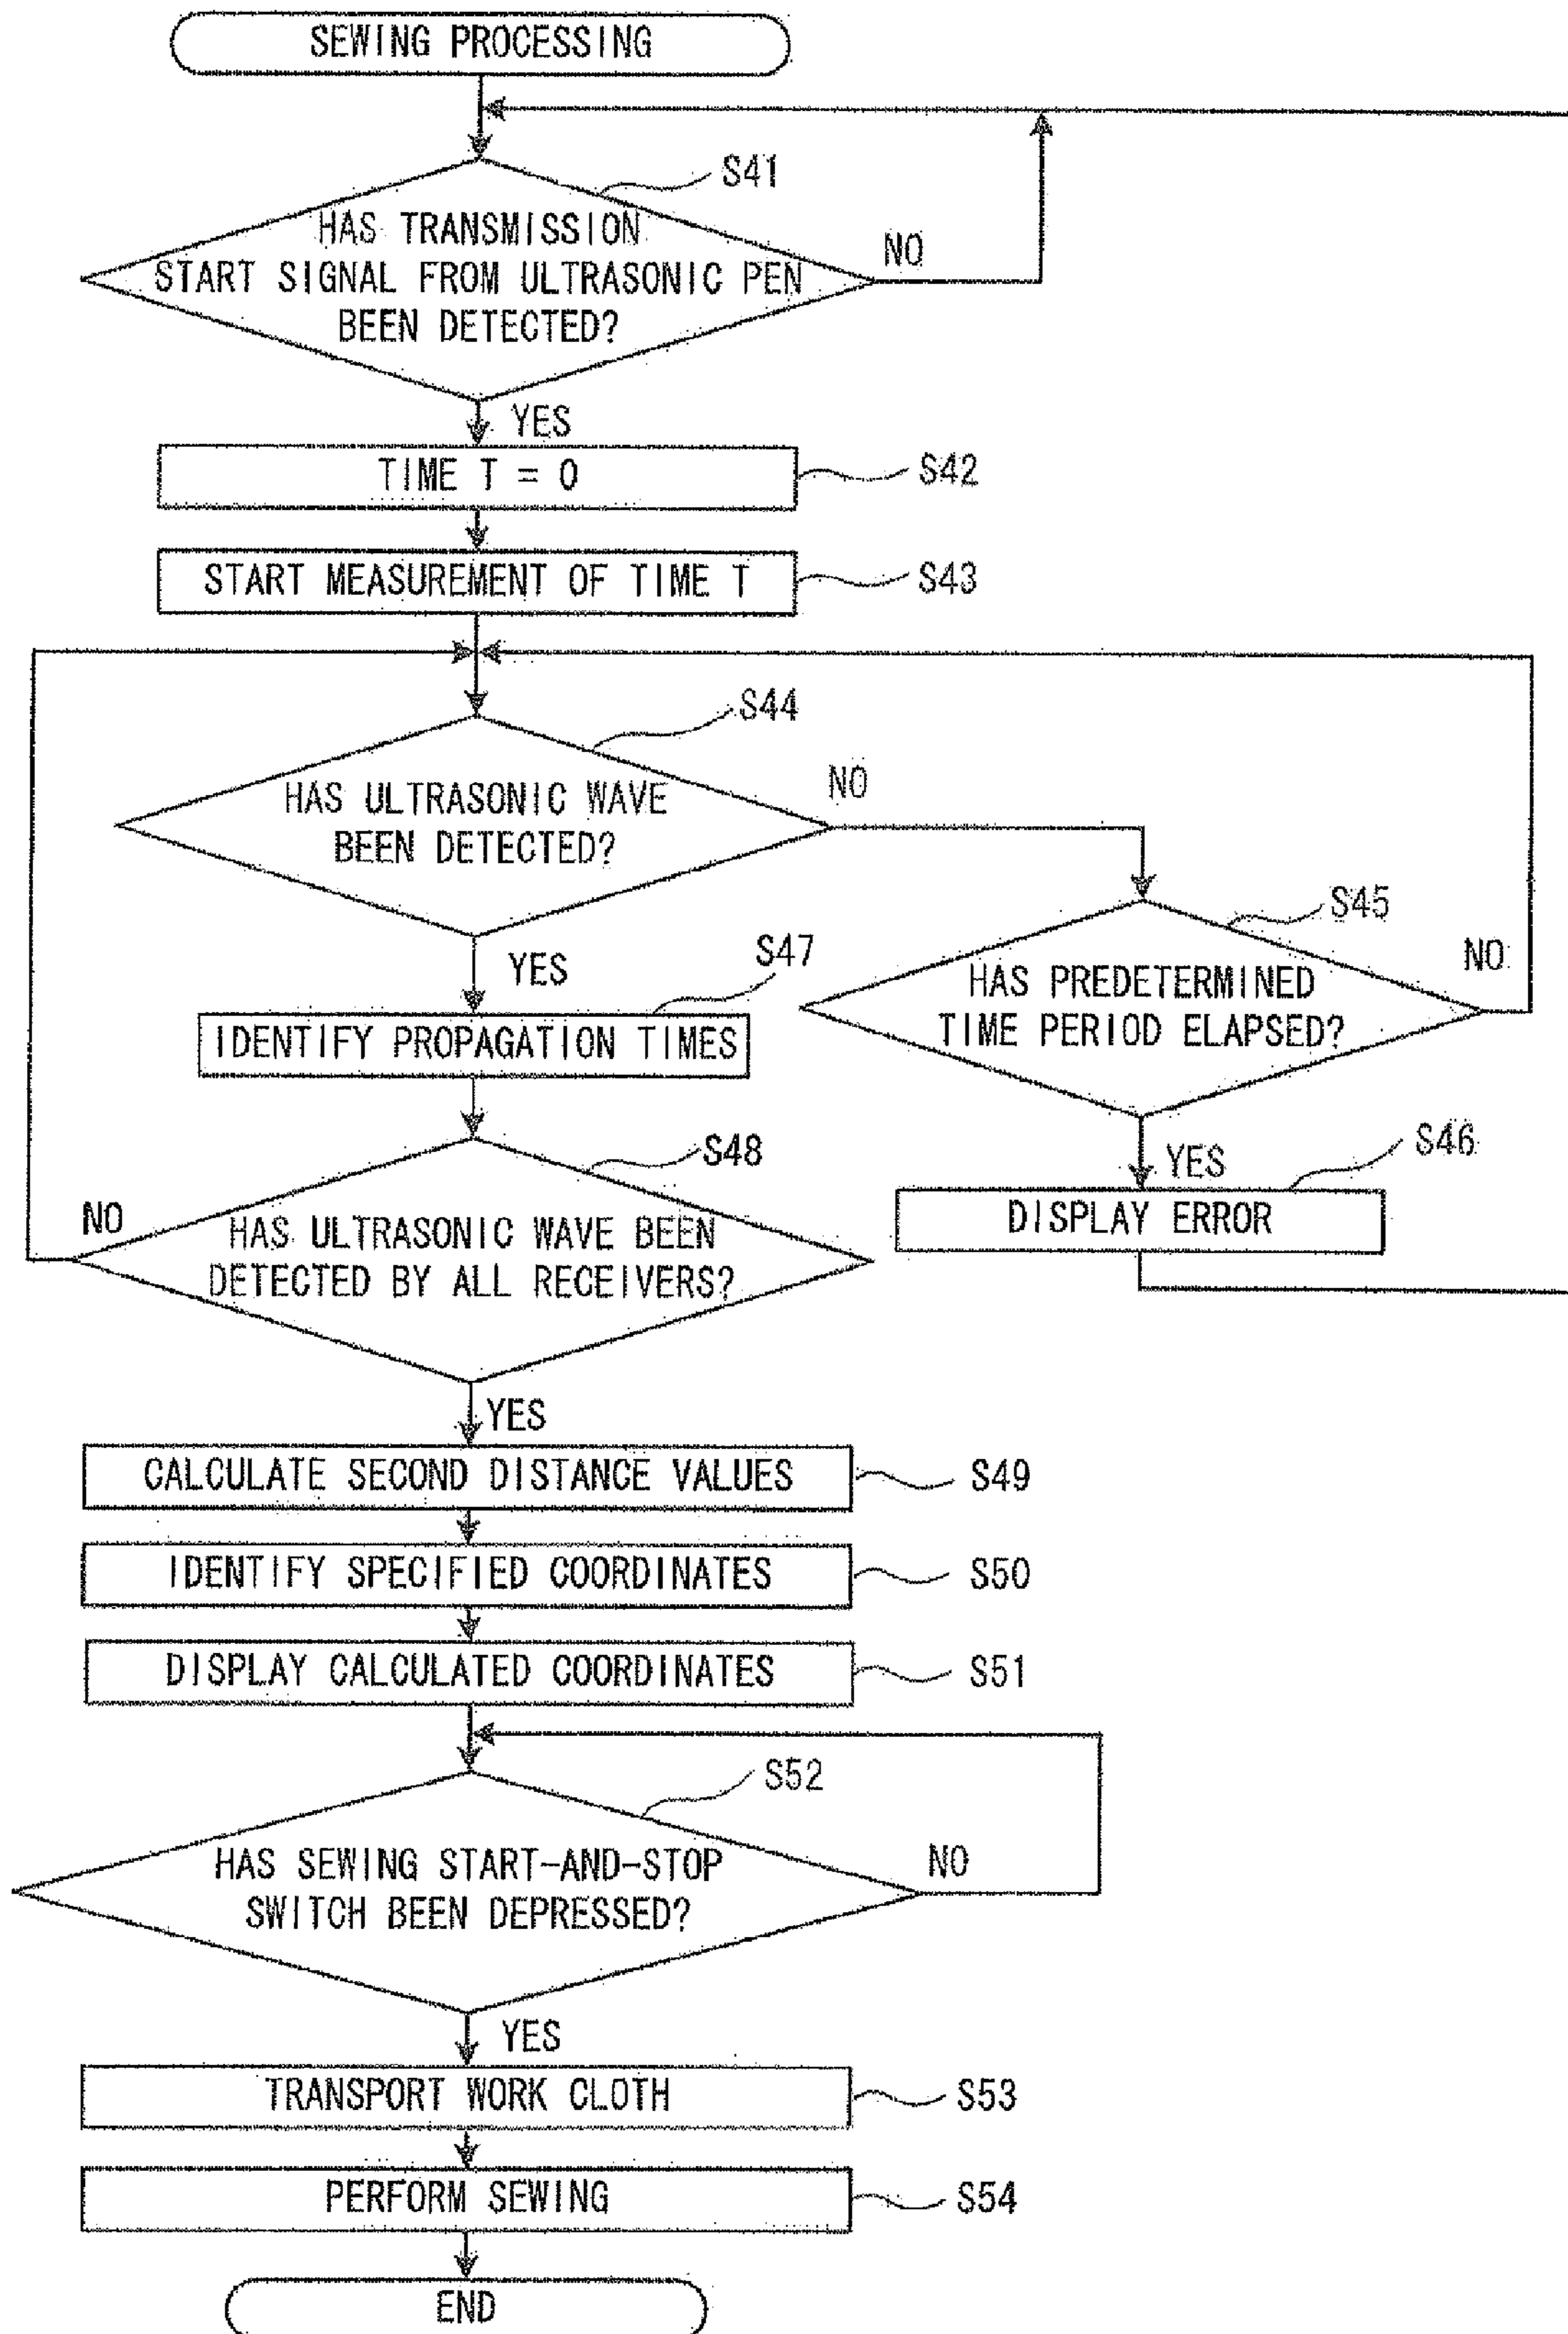 SEWING PROCESSING
S41
HAS TRANSMISSION
START SIGNAL FROM ULTRASONIC PEN
BEEN DETECTED?
NO
YES
TIME T = 0
S42
START MEASUREMENT OF TIME T
S43
S44
HAS ULTRASONIC WAVE
BEEN DETECTED?
NO
S45
HAS PREDETERMINED
TIME PERIOD ELAPSED?
NO
YES
S47
IDENTIFY PROPAGATION TIMES
YES
S46
DISPLAY ERROR
S48
HAS ULTRASONIC WAVE BEEN
DETECTED BY ALL RECEIVERS?
NO
YES
CALCULATE SECOND DISTANCE VALUES
S49
IDENTIFY SPECIFIED COORDINATES
S50
DISPLAY CALCULATED COORDINATES
S51
S52
HAS SEWING START-AND-STOP
SWITCH BEEN DEPRESSED?
NO
YES
TRANSPORT WORK CLOTH
S53
PERFORM SEWING
S54
END